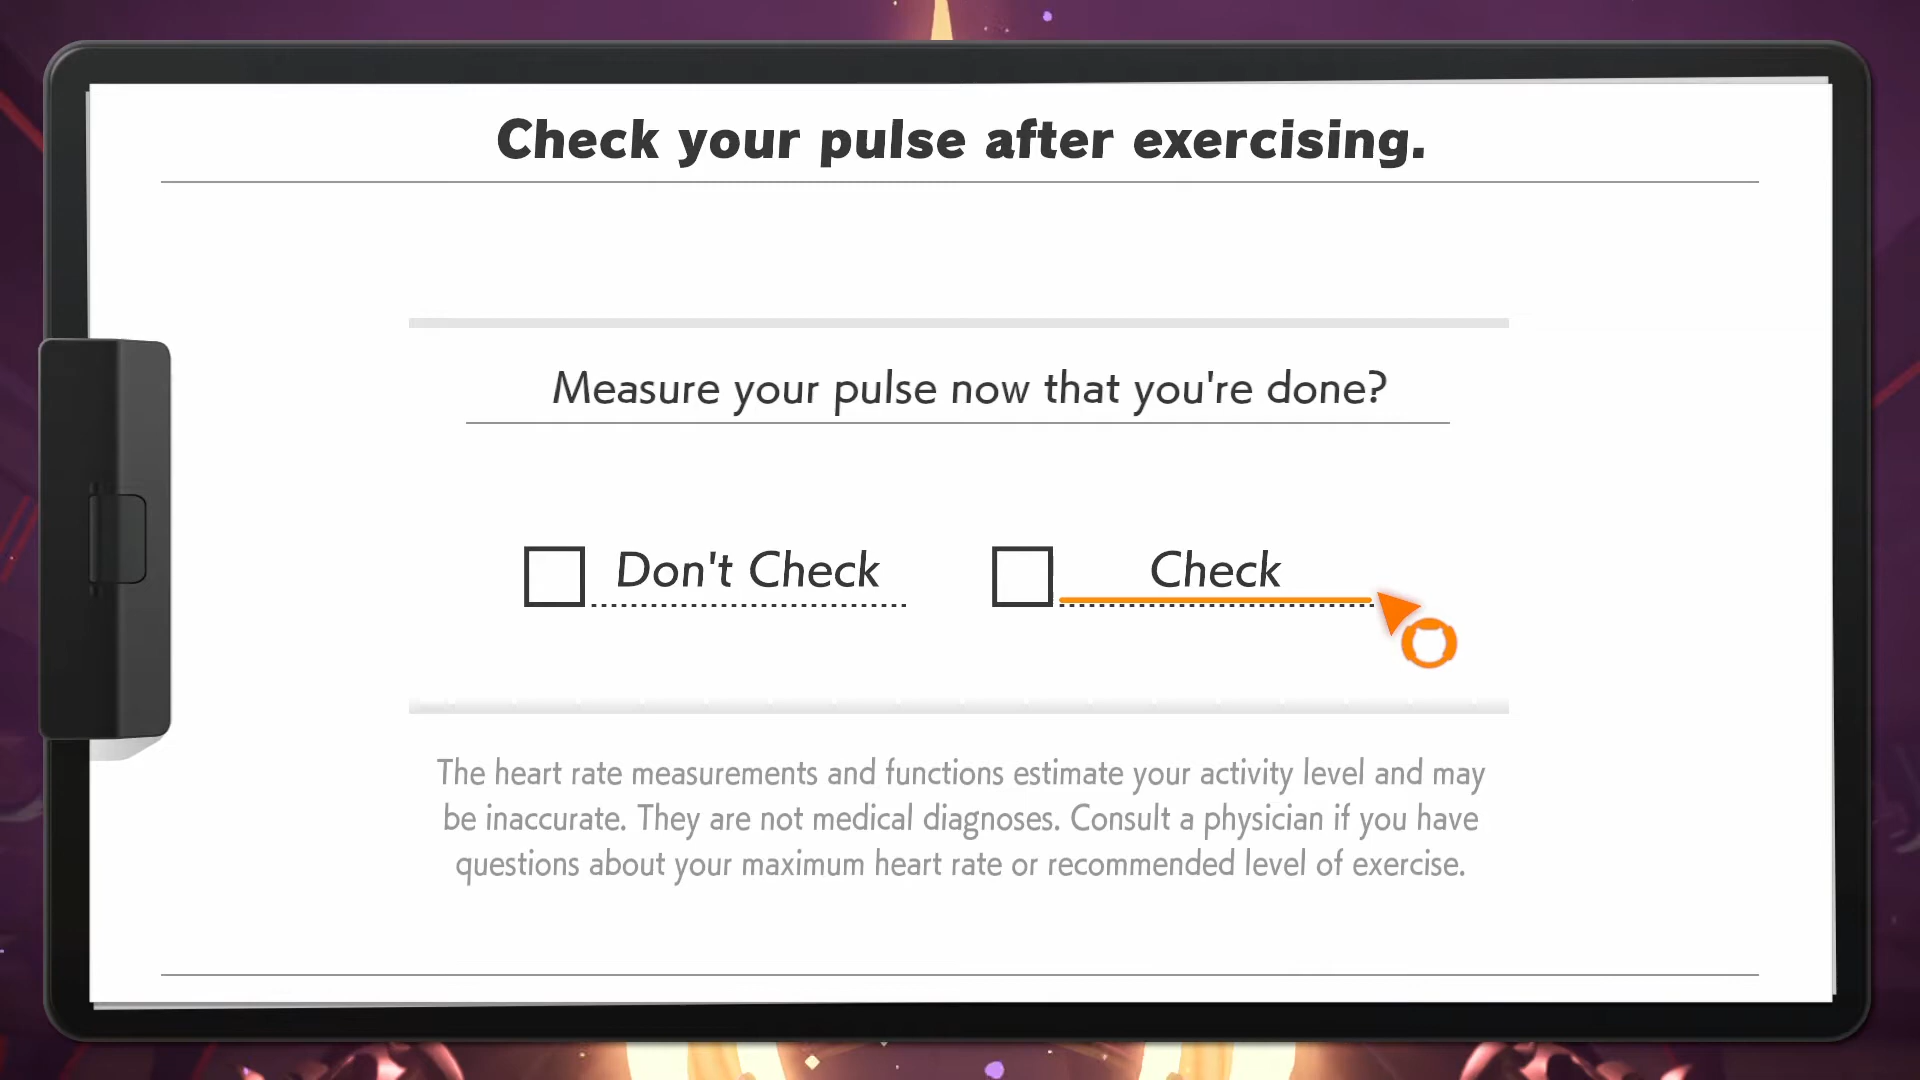 Check your pulse after exercising.
Measure your pulse now that you're done?
Don't Check
Check
The heart rate measurements and functions estimate your activity level and may
be inaccurate. They are not medical diagnoses. Consult a physician if you have
questions about your maximum heart rate or recommended level of exercise.